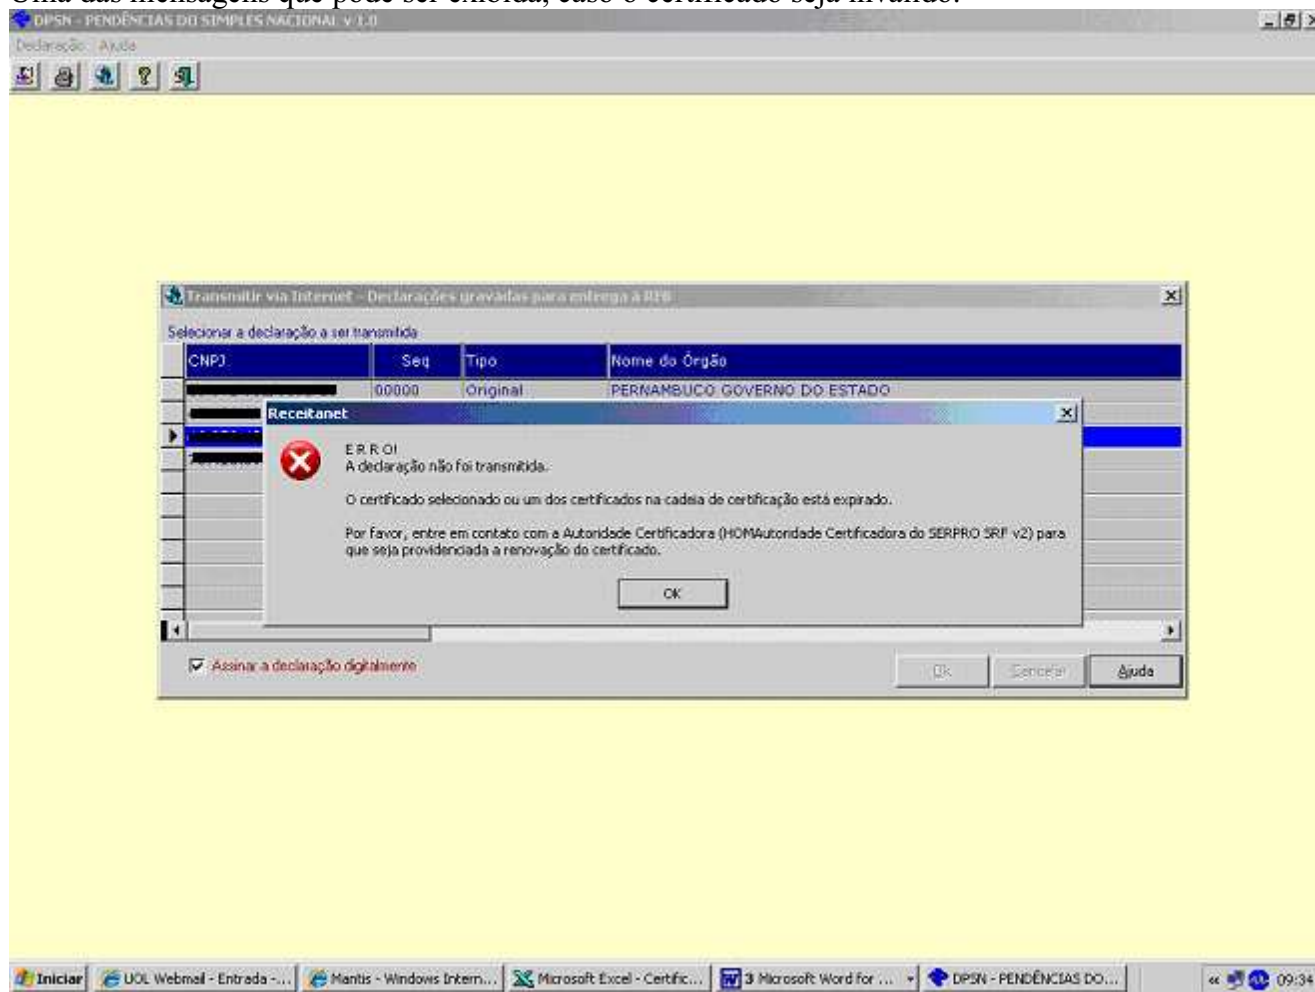 Uma das mensagens que pode ser exibida, caso o certificado seja inválido:
DPSN - PENDÊNCIAS DO SIMPLES NACIONAL v 1.0
Declaração Ajuda
Transmitir via Internet - Declarações gravadas para entrega à RFB
Selecionar a declaração a ser transmitida
CNPJ Seq Tipo Nome do Órgão
00000 Original PERNAMBUCO GOVERNO DO ESTADO
Receitanet
E R R O!
A declaração não foi transmitida.
O certificado selecionado ou um dos certificados na cadeia de certificação está expirado.
Por favor, entre em contato com a Autoridade Certificadora (HOMAutoridade Certificadora do SERPRO SRF v2) para
que seja providenciada a renovação do certificado.
OK
Assinar a declaração digitalmente
Ok Cancelar Ajuda
Iniciar UOL Webmail - Entrada -... Mantis - Windows Intern... Microsoft Excel - Certific... 3 Microsoft Word for ... DPSN - PENDÊNCIAS DO... 09:34